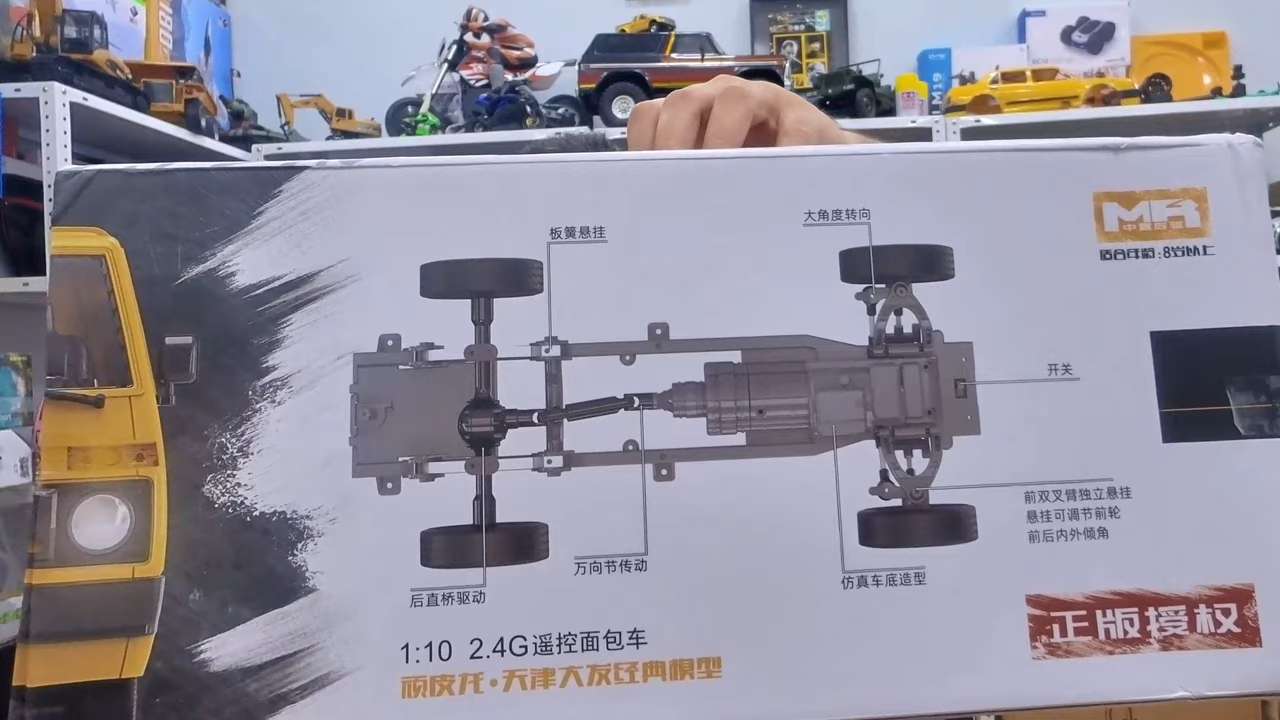 大角度转向
板簧悬挂
MR
适合年龄:8岁以上
开关
前双叉臂独立悬挂
悬挂可调节前轮
前后内外倾角
万向节传动
仿真车底造型
后直桥驱动
正版授权
1:10 2.4G遥控面包车
顽皮龙·天津大发经典模型
LM19